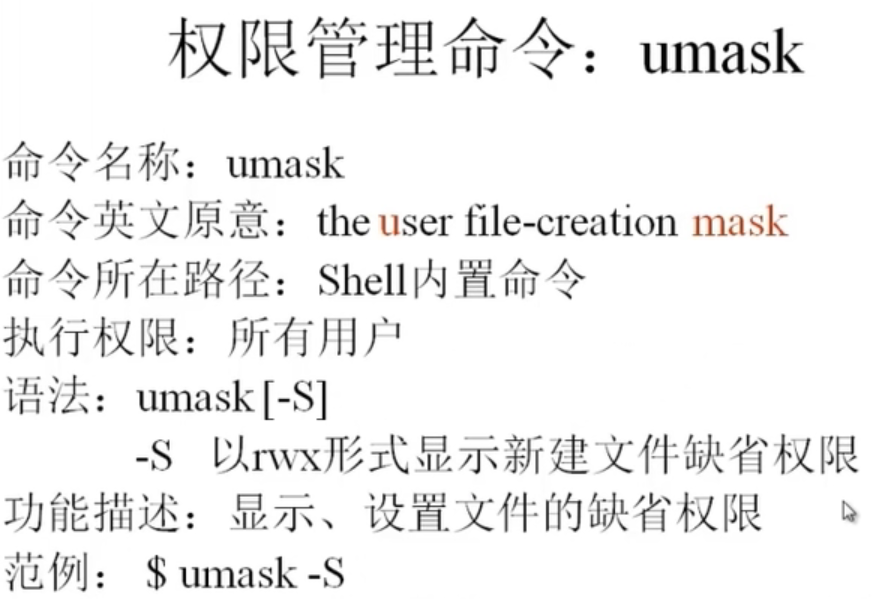 权限管理命令：umask
命令名称：umask
命令英文原意：the user file-creation mask
命令所在路径：Shell内置命令
执行权限：所有用户
语法：umask [-S]
-S 以rwx形式显示新建文件缺省权限
功能描述：显示、设置文件的缺省权限
范例： $ umask -S